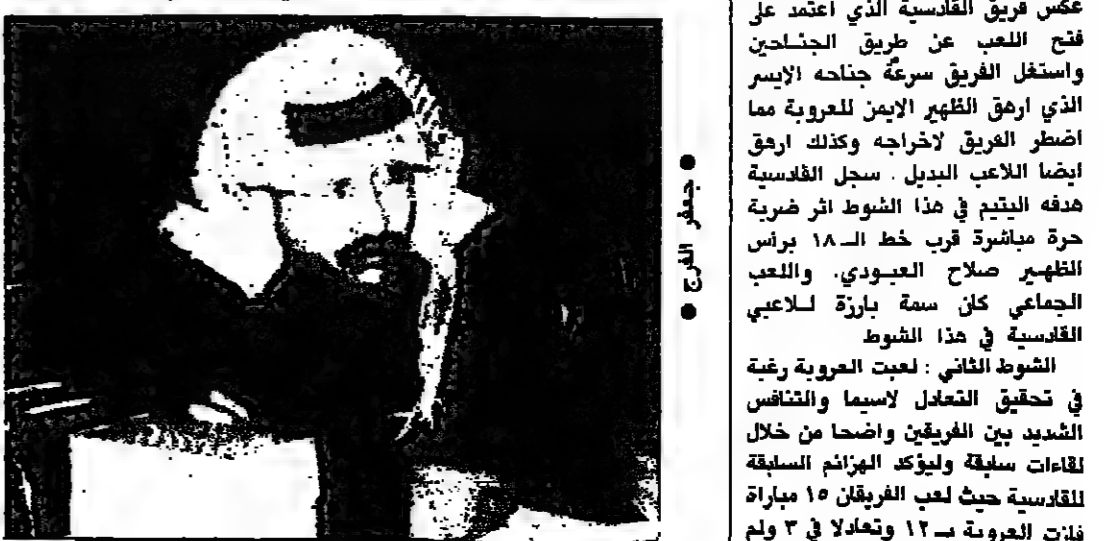 عكس فريق القادسية الذي اعتمد على
فتح اللعب عن طريق الجنـاحين
واستغل الفريق سرعة جناحه الايسر
الذي ارهق الظهير الايمن للعروبة مما
اضطر الفريق لاخراجه وكذلك ارهق
ايضا اللاعب البديل . سجل القادسية
هدفه اليتيم في هذا الشوط اثر ضربة
حرة مباشرة قرب خط الـ ١٨ برأس
الظهـير صلاح العبـودي. واللعب
الجماعي كان سمة بارزة لـلاعبي
القادسية في هذا الشوط
الشوط الثاني : لعبت العروبة رغبة
في تحقيق التعادل لاسيما والتنافس
الشديد بين الفريقين واضحا من خلال
لقاءات سابقة وليؤكد الهزائم السابقة
للقادسية حيث لعب الفريقان ١٥ مباراة
فازت العروبة بـ ١٢ وتعادلا في ٣ ولم
● جعفر الفرج ●